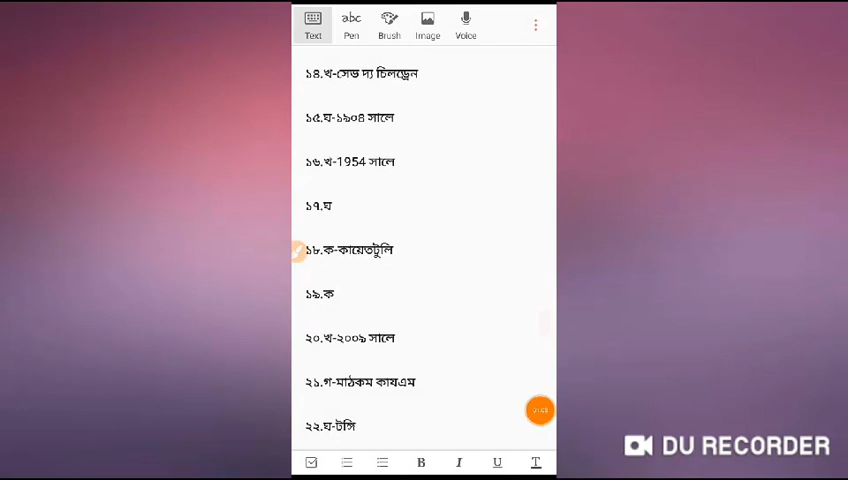 Text
abc
Pen
Brush
Image
Voice
১৪.খ-সেভ দ্য চিলড্রেন
১৫.ঘ-১৯০৪ সালে
১৬.খ-1954 সালে
১৭.ঘ
১৮.ক-কায়েতটুলি
১৯.ক
২০.খ-২০০৯ সালে
২১.গ-মাঠকম কাযএম
২২.ঘ-টঙ্গি
B I U T
DU RECORDER